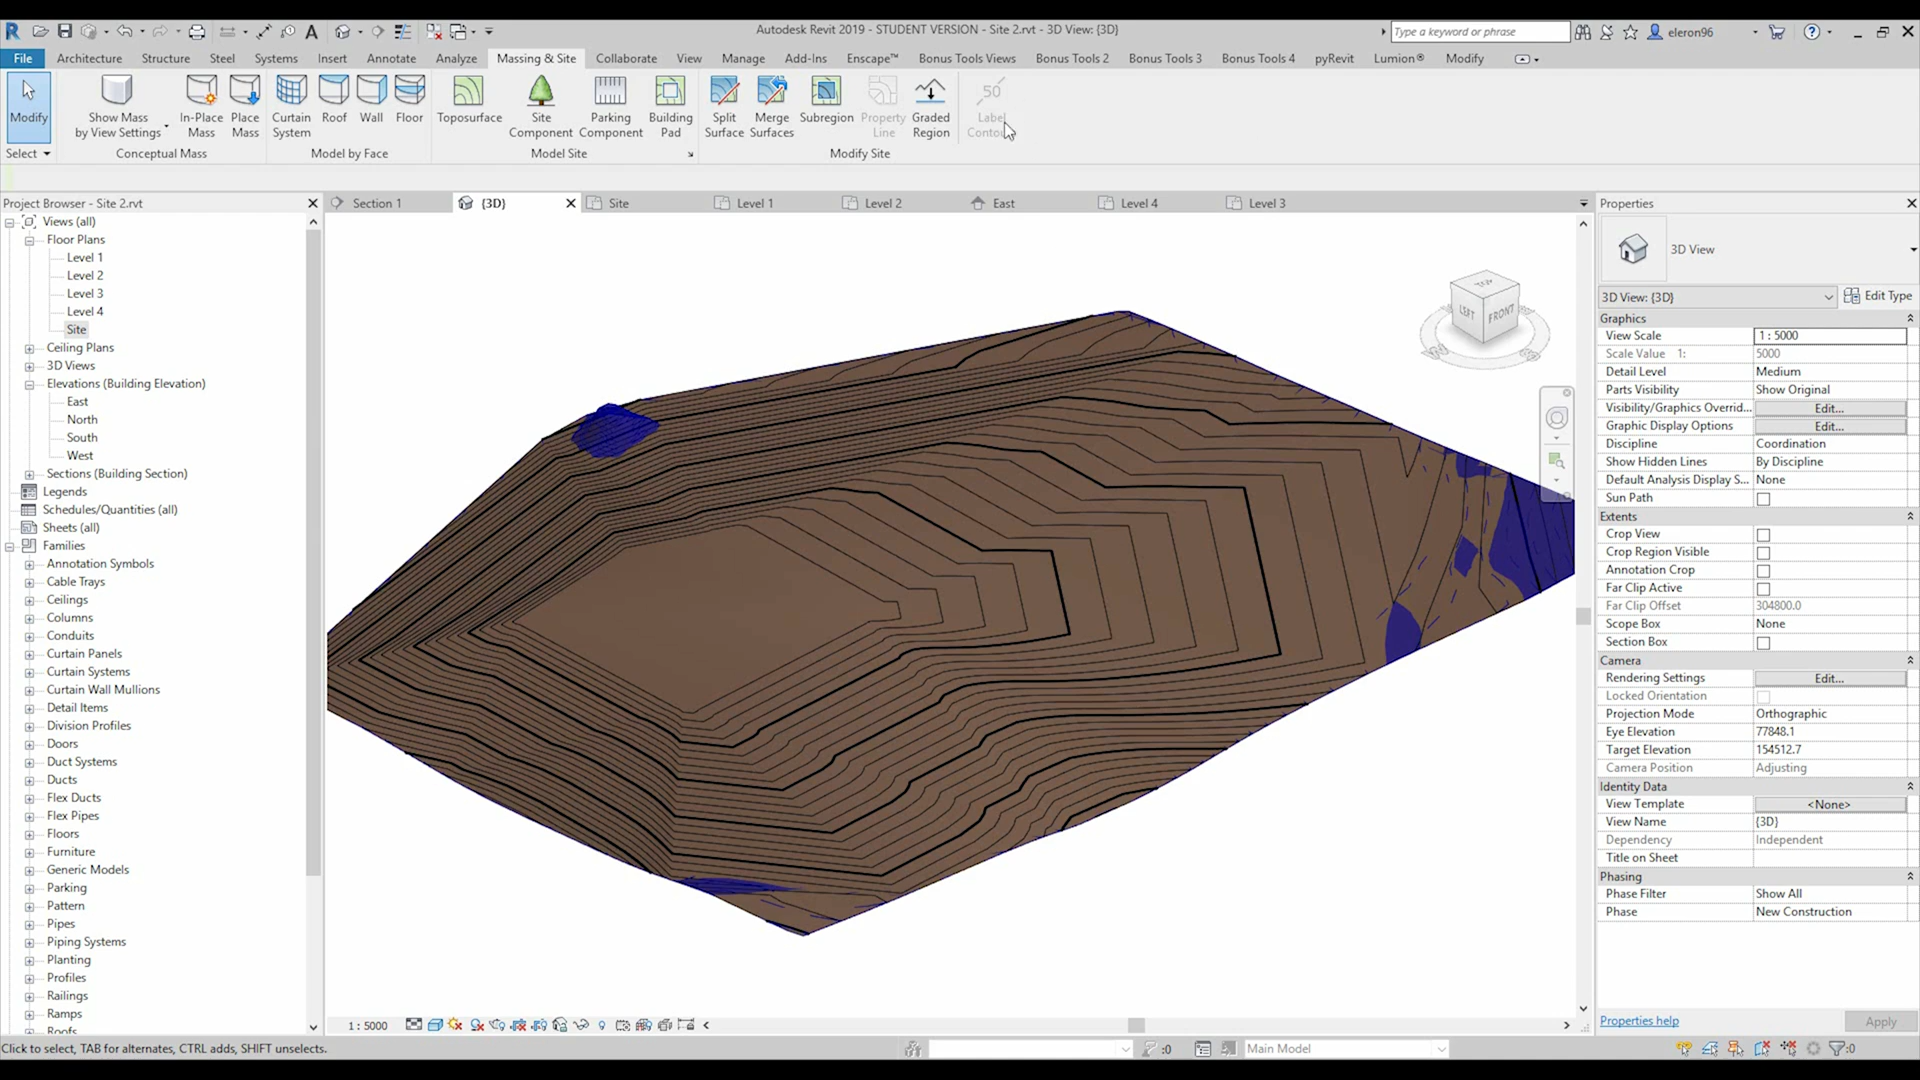 Autodesk Revit 2019 - STUDENT VERSION - Site 2.rvt - 3D View: {3D}
Type a keyword or phrase
eleron96
File
Architecture
Structure
Steel
Systems
Insert
Annotate
Analyze
Massing & Site
Collaborate
View
Manage
Add-Ins
Enscape™
Bonus Tools Views
Bonus Tools 2
Bonus Tools 3
Bonus Tools 4
pyRevit
Lumion®
Modify
Modify
Show Mass
by View Settings
In-Place
Mass
Place
Mass
Curtain
System
Roof
Wall
Floor
Toposurface
Site
Component
Parking
Component
Building
Pad
Split
Surface
Merge
Surfaces
Subregion
Property
Line
Graded
Region
50
Label
Select
Conceptual Mass
Model by Face
Model Site
Modify Site
Project Browser - Site 2.rvt
Section 1
{3D}
Site
Level 1
Level 2
East
Level 4
Level 3
Views (all)
Floor Plans
Level 1
Level 2
Level 3
Level 4
Site
Ceiling Plans
3D Views
Elevations (Building Elevation)
East
North
South
West
Sections (Building Section)
Legends
Schedules/Quantities (all)
Sheets (all)
Families
Annotation Symbols
Cable Trays
Ceilings
Columns
Conduits
Curtain Panels
Curtain Systems
Curtain Wall Mullions
Detail Items
Division Profiles
Doors
Duct Systems
Ducts
Flex Ducts
Flex Pipes
Floors
Furniture
Generic Models
Parking
Pattern
Pipes
Piping Systems
Planting
Profiles
Railings
Ramps
Roofs
TOP
LEFT
FRONT
1 : 5000
Properties
3D View
3D View: {3D}
Edit Type
Graphics
View Scale 1 : 5000
Scale Value 1: 5000
Detail Level Medium
Parts Visibility Show Original
Visibility/Graphics Overrid... Edit...
Graphic Display Options Edit...
Discipline Coordination
Show Hidden Lines By Discipline
Default Analysis Display S... None
Sun Path
Extents
Crop View
Crop Region Visible
Annotation Crop
Far Clip Active
Far Clip Offset 304800.0
Scope Box None
Section Box
Camera
Rendering Settings Edit...
Locked Orientation
Projection Mode Orthographic
Eye Elevation 77848.1
Target Elevation 154512.7
Camera Position Adjusting
Identity Data
View Template <None>
View Name {3D}
Dependency Independent
Title on Sheet
Phasing
Phase Filter Show All
Phase New Construction
Properties help
Apply
Click to select, TAB for alternates, CTRL adds, SHIFT unselects.
:0
Main Model
:0